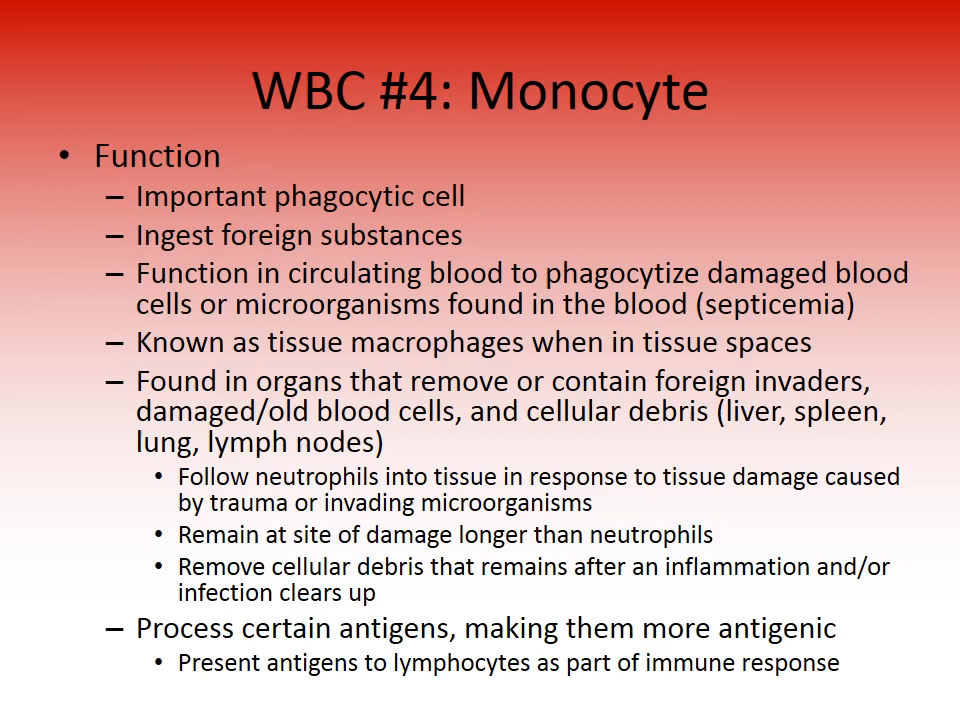 WBC #4: Monocyte
• Function
– Important phagocytic cell
– Ingest foreign substances
– Function in circulating blood to phagocytize damaged blood
cells or microorganisms found in the blood (septicemia)
– Known as tissue macrophages when in tissue spaces
– Found in organs that remove or contain foreign invaders,
damaged/old blood cells, and cellular debris (liver, spleen,
lung, lymph nodes)
• Follow neutrophils into tissue in response to tissue damage caused
by trauma or invading microorganisms
• Remain at site of damage longer than neutrophils
• Remove cellular debris that remains after an inflammation and/or
infection clears up
– Process certain antigens, making them more antigenic
• Present antigens to lymphocytes as part of immune response